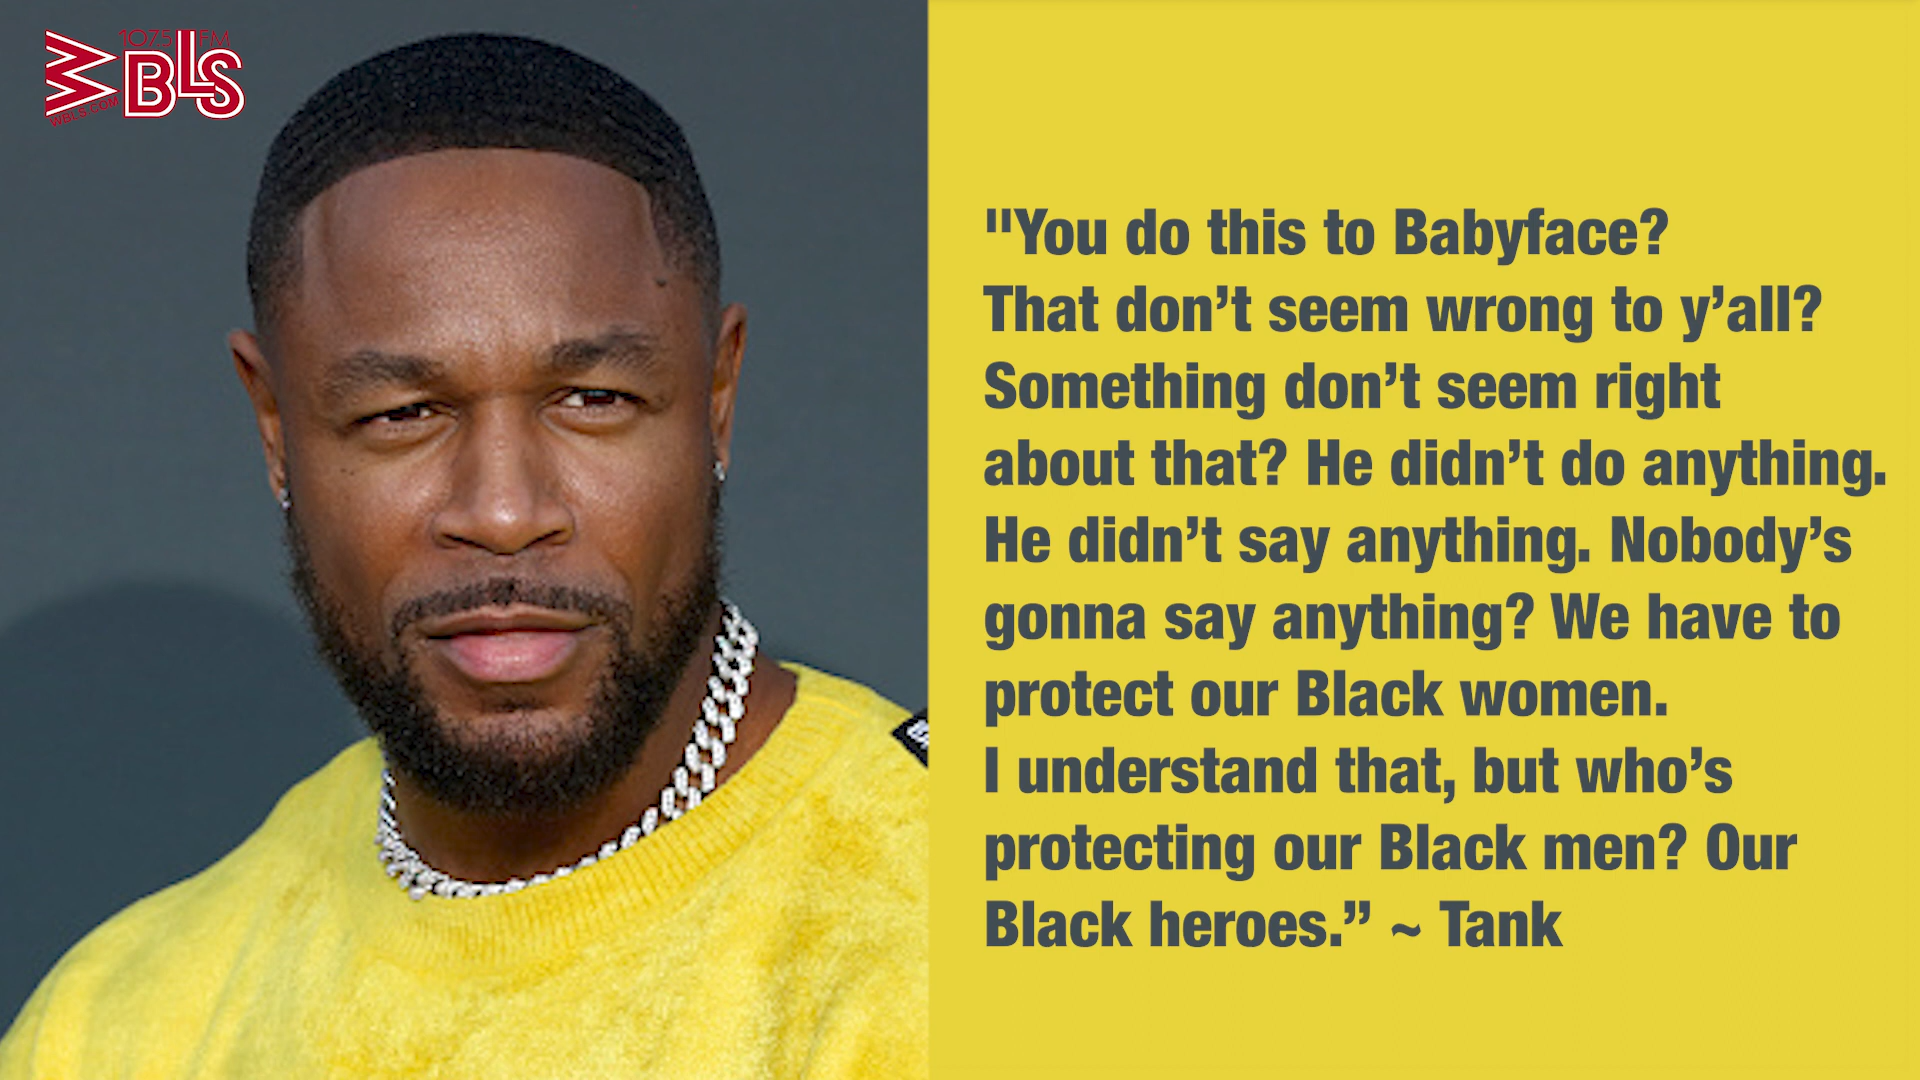 107.5 FM
WBLS
WBLS.COM
"You do this to Babyface?
That don’t seem wrong to y’all?
Something don’t seem right
about that? He didn’t do anything.
He didn’t say anything. Nobody’s
gonna say anything? We have to
protect our Black women.
I understand that, but who’s
protecting our Black men? Our
Black heroes.” ~ Tank